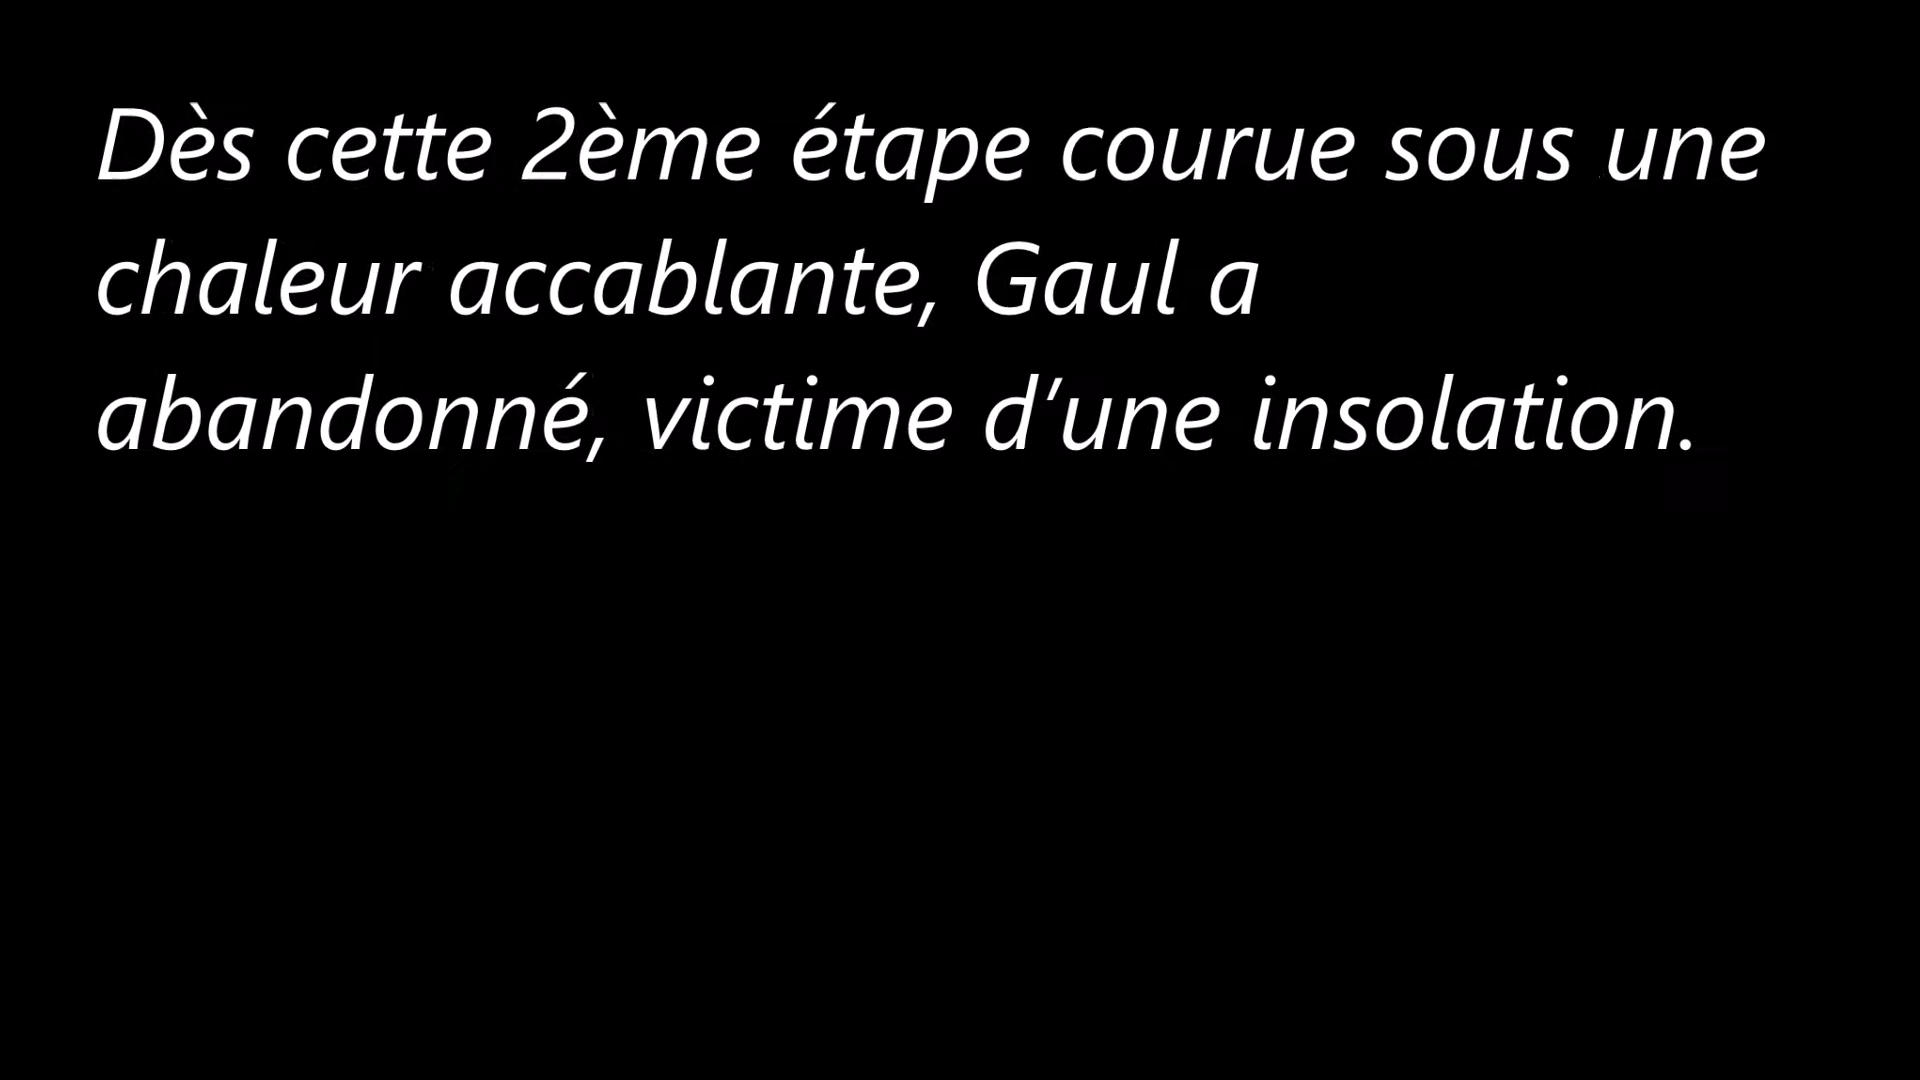 Dès cette 2ème étape courue sous une
chaleur accablante, Gaul a
abandonné, victime d’une insolation.